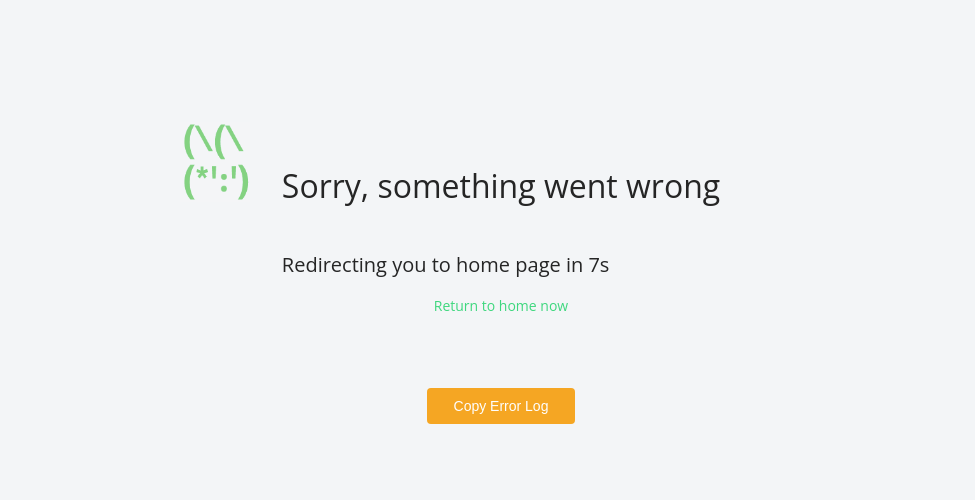 (\(\
(*':')
Sorry, something went wrong
Redirecting you to home page in 7s
Return to home now
Copy Error Log